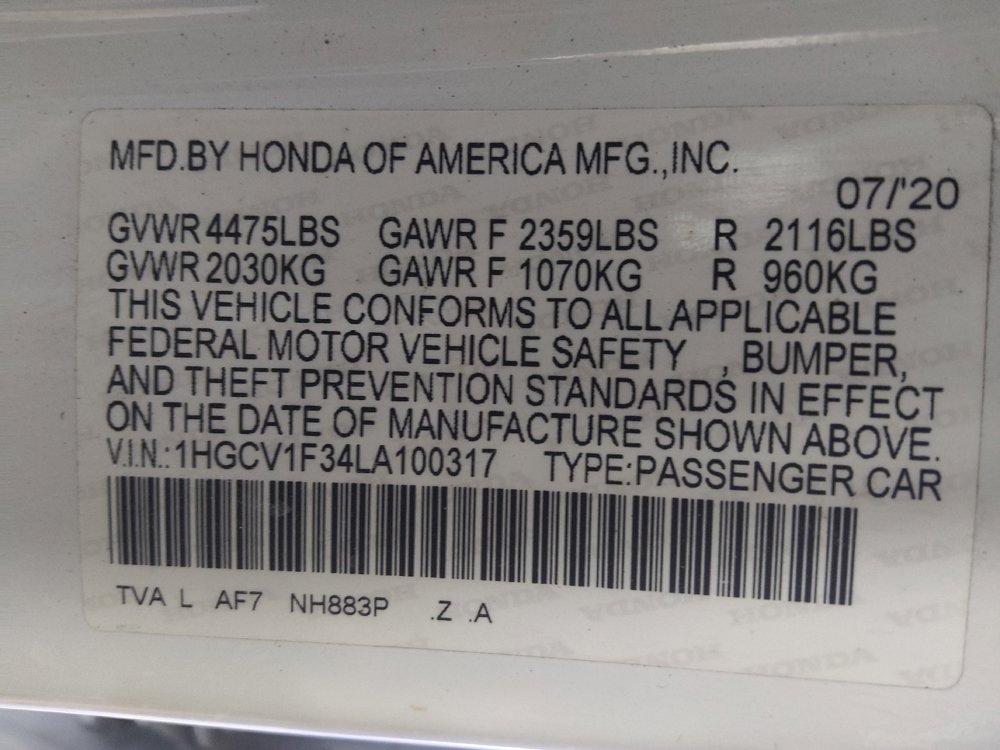 MFD.BY HONDA OF AMERICA MFG.,INC.
07/'20
GVWR 4475LBS GAWR F 2359LBS R 2116LBS
GVWR 2030KG GAWR F 1070KG R 960KG
THIS VEHICLE CONFORMS TO ALL APPLICABLE
FEDERAL MOTOR VEHICLE SAFETY , BUMPER,
AND THEFT PREVENTION STANDARDS IN EFFECT
ON THE DATE OF MANUFACTURE SHOWN ABOVE.
V.I.N.:1HGCV1F34LA100317 TYPE:PASSENGER CAR
TVA L AF7 NH883P .Z .A